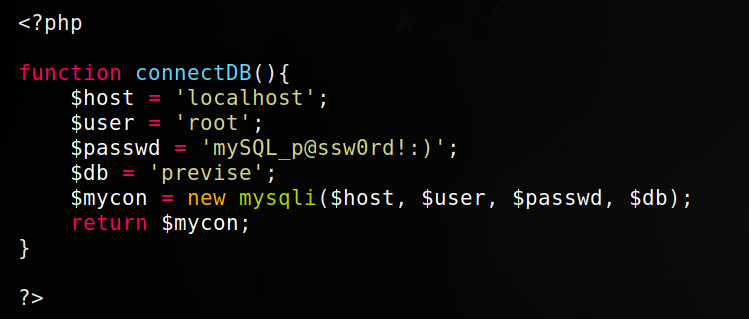 <?php
function connectDB(){
    $host = 'localhost';
    $user = 'root';
    $passwd = 'mySQL_p@ssw0rd!:)';
    $db = 'previse';
    $mycon = new mysqli($host, $user, $passwd, $db);
    return $mycon;
}
?>